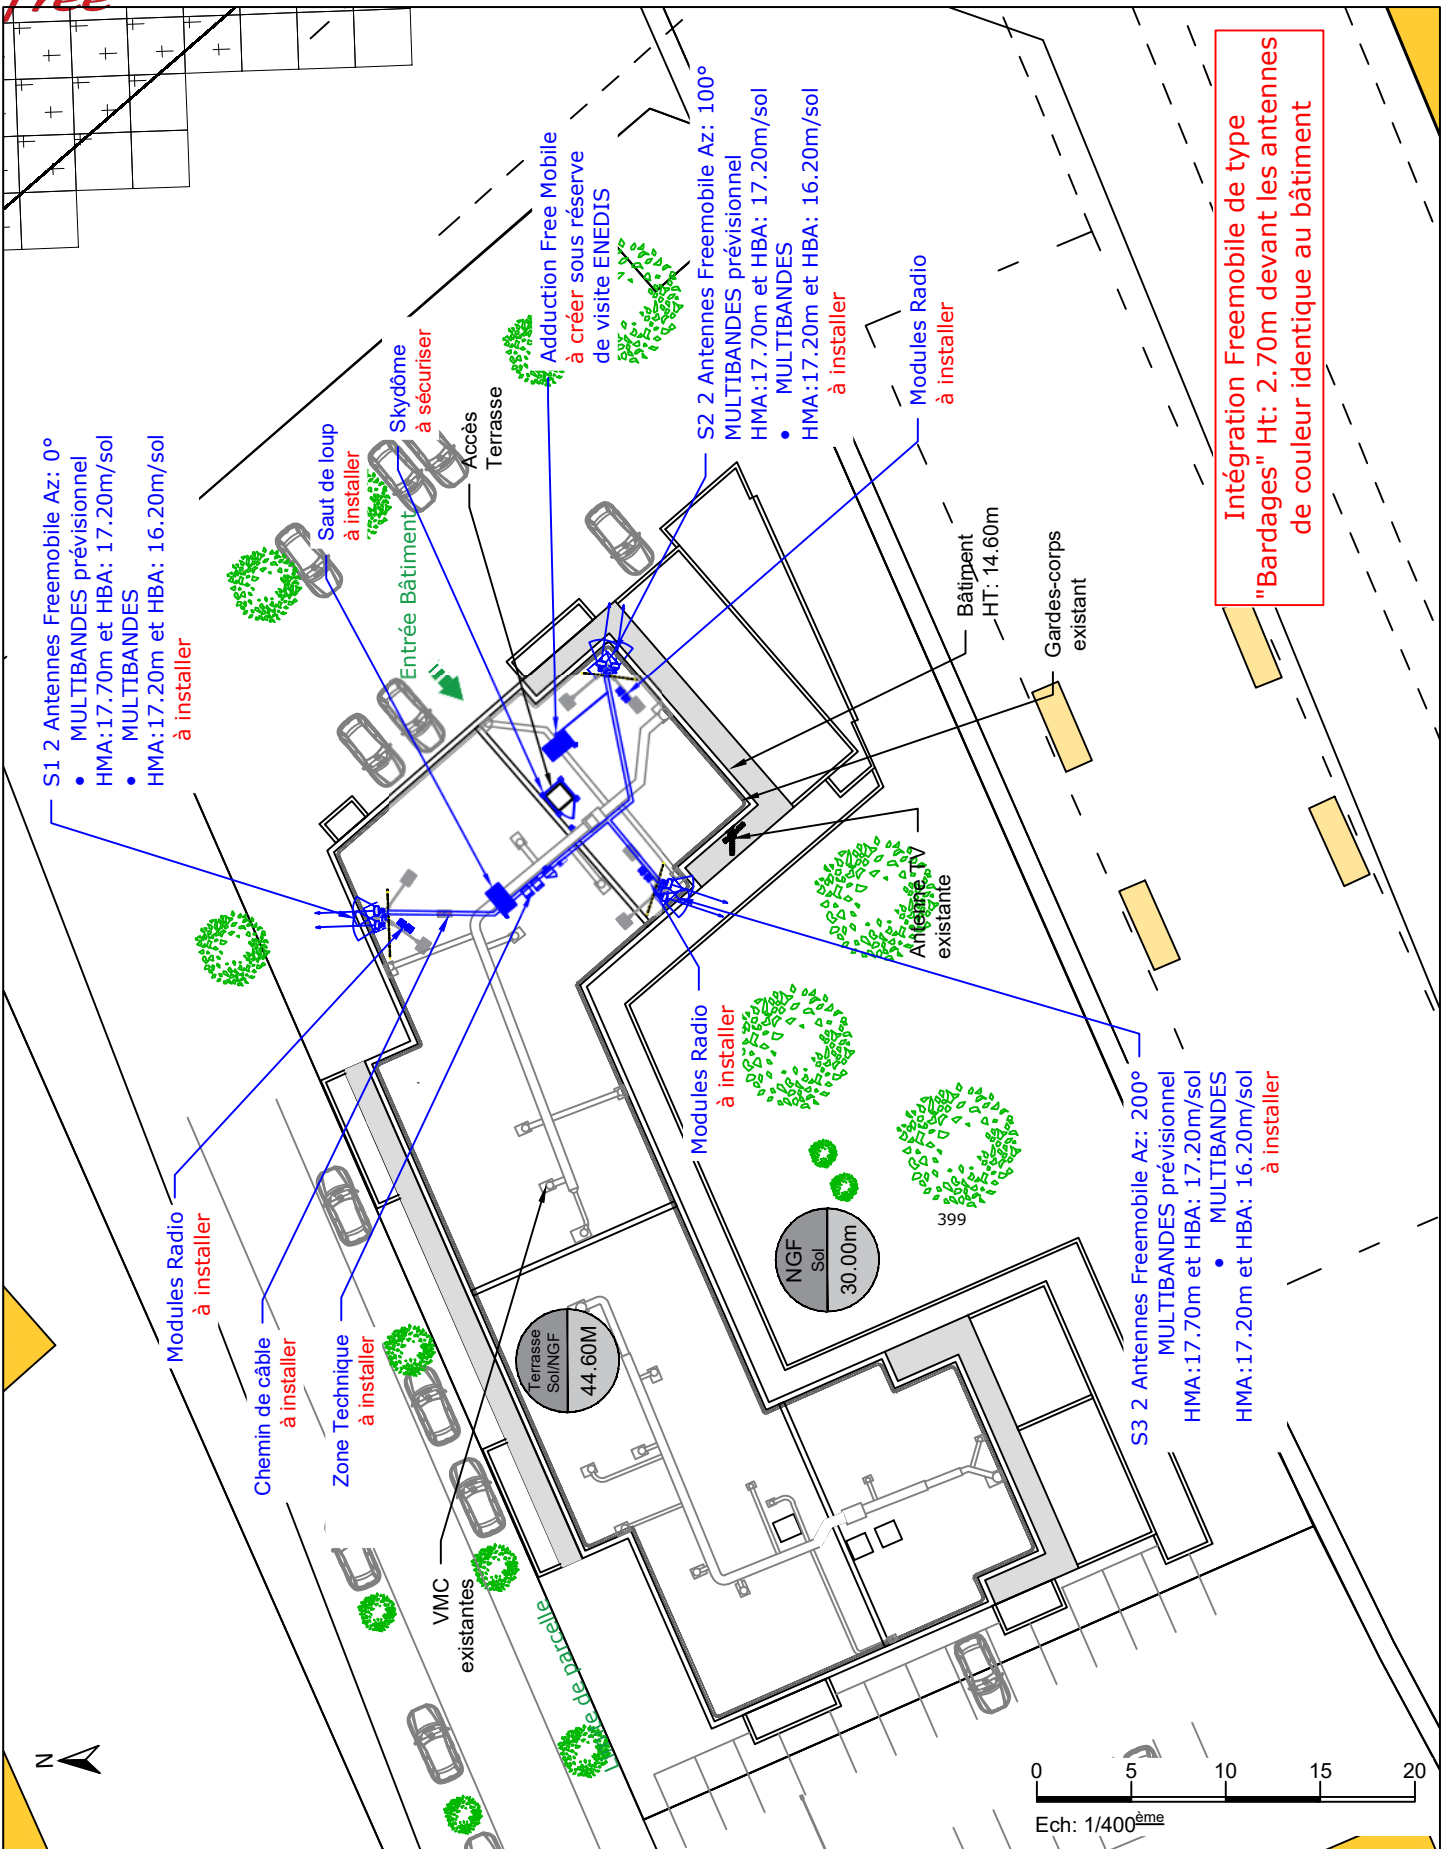 free
S1 2 Antennes Freemobile Az: 0°
• MULTIBANDES prévisionnel
HMA:17.70m et HBA: 17.20m/sol
• MULTIBANDES
HMA:17.20m et HBA: 16.20m/sol
à installer
Saut de loup
à installer
Skydôme
à sécuriser
Accès
Terrasse
Adduction Free Mobile
à créer sous réserve
de visite ENEDIS
S2 2 Antennes Freemobile Az: 100°
MULTIBANDES prévisionnel
HMA:17.70m et HBA: 17.20m/sol
• MULTIBANDES
HMA:17.20m et HBA: 16.20m/sol
à installer
Modules Radio
à installer
Intégration Freemobile de type
"Bardages" Ht: 2.70m devant les antennes
de couleur identique au bâtiment
Entrée Bâtiment
Bâtiment
HT: 14.60m
Gardes-corps
existant
Antenne TV
existante
Modules Radio
à installer
Modules Radio
à installer
Chemin de câble
à installer
Zone Technique
à installer
VMC
existantes
Terrasse
Sol/NGF
44.60M
NGF
Sol
30.00m
399
S3 2 Antennes Freemobile Az: 200°
MULTIBANDES prévisionnel
HMA:17.70m et HBA: 17.20m/sol
• MULTIBANDES
HMA:17.20m et HBA: 16.20m/sol
à installer
de parcelle
N
0 5 10 15 20
Ech: 1/400ème